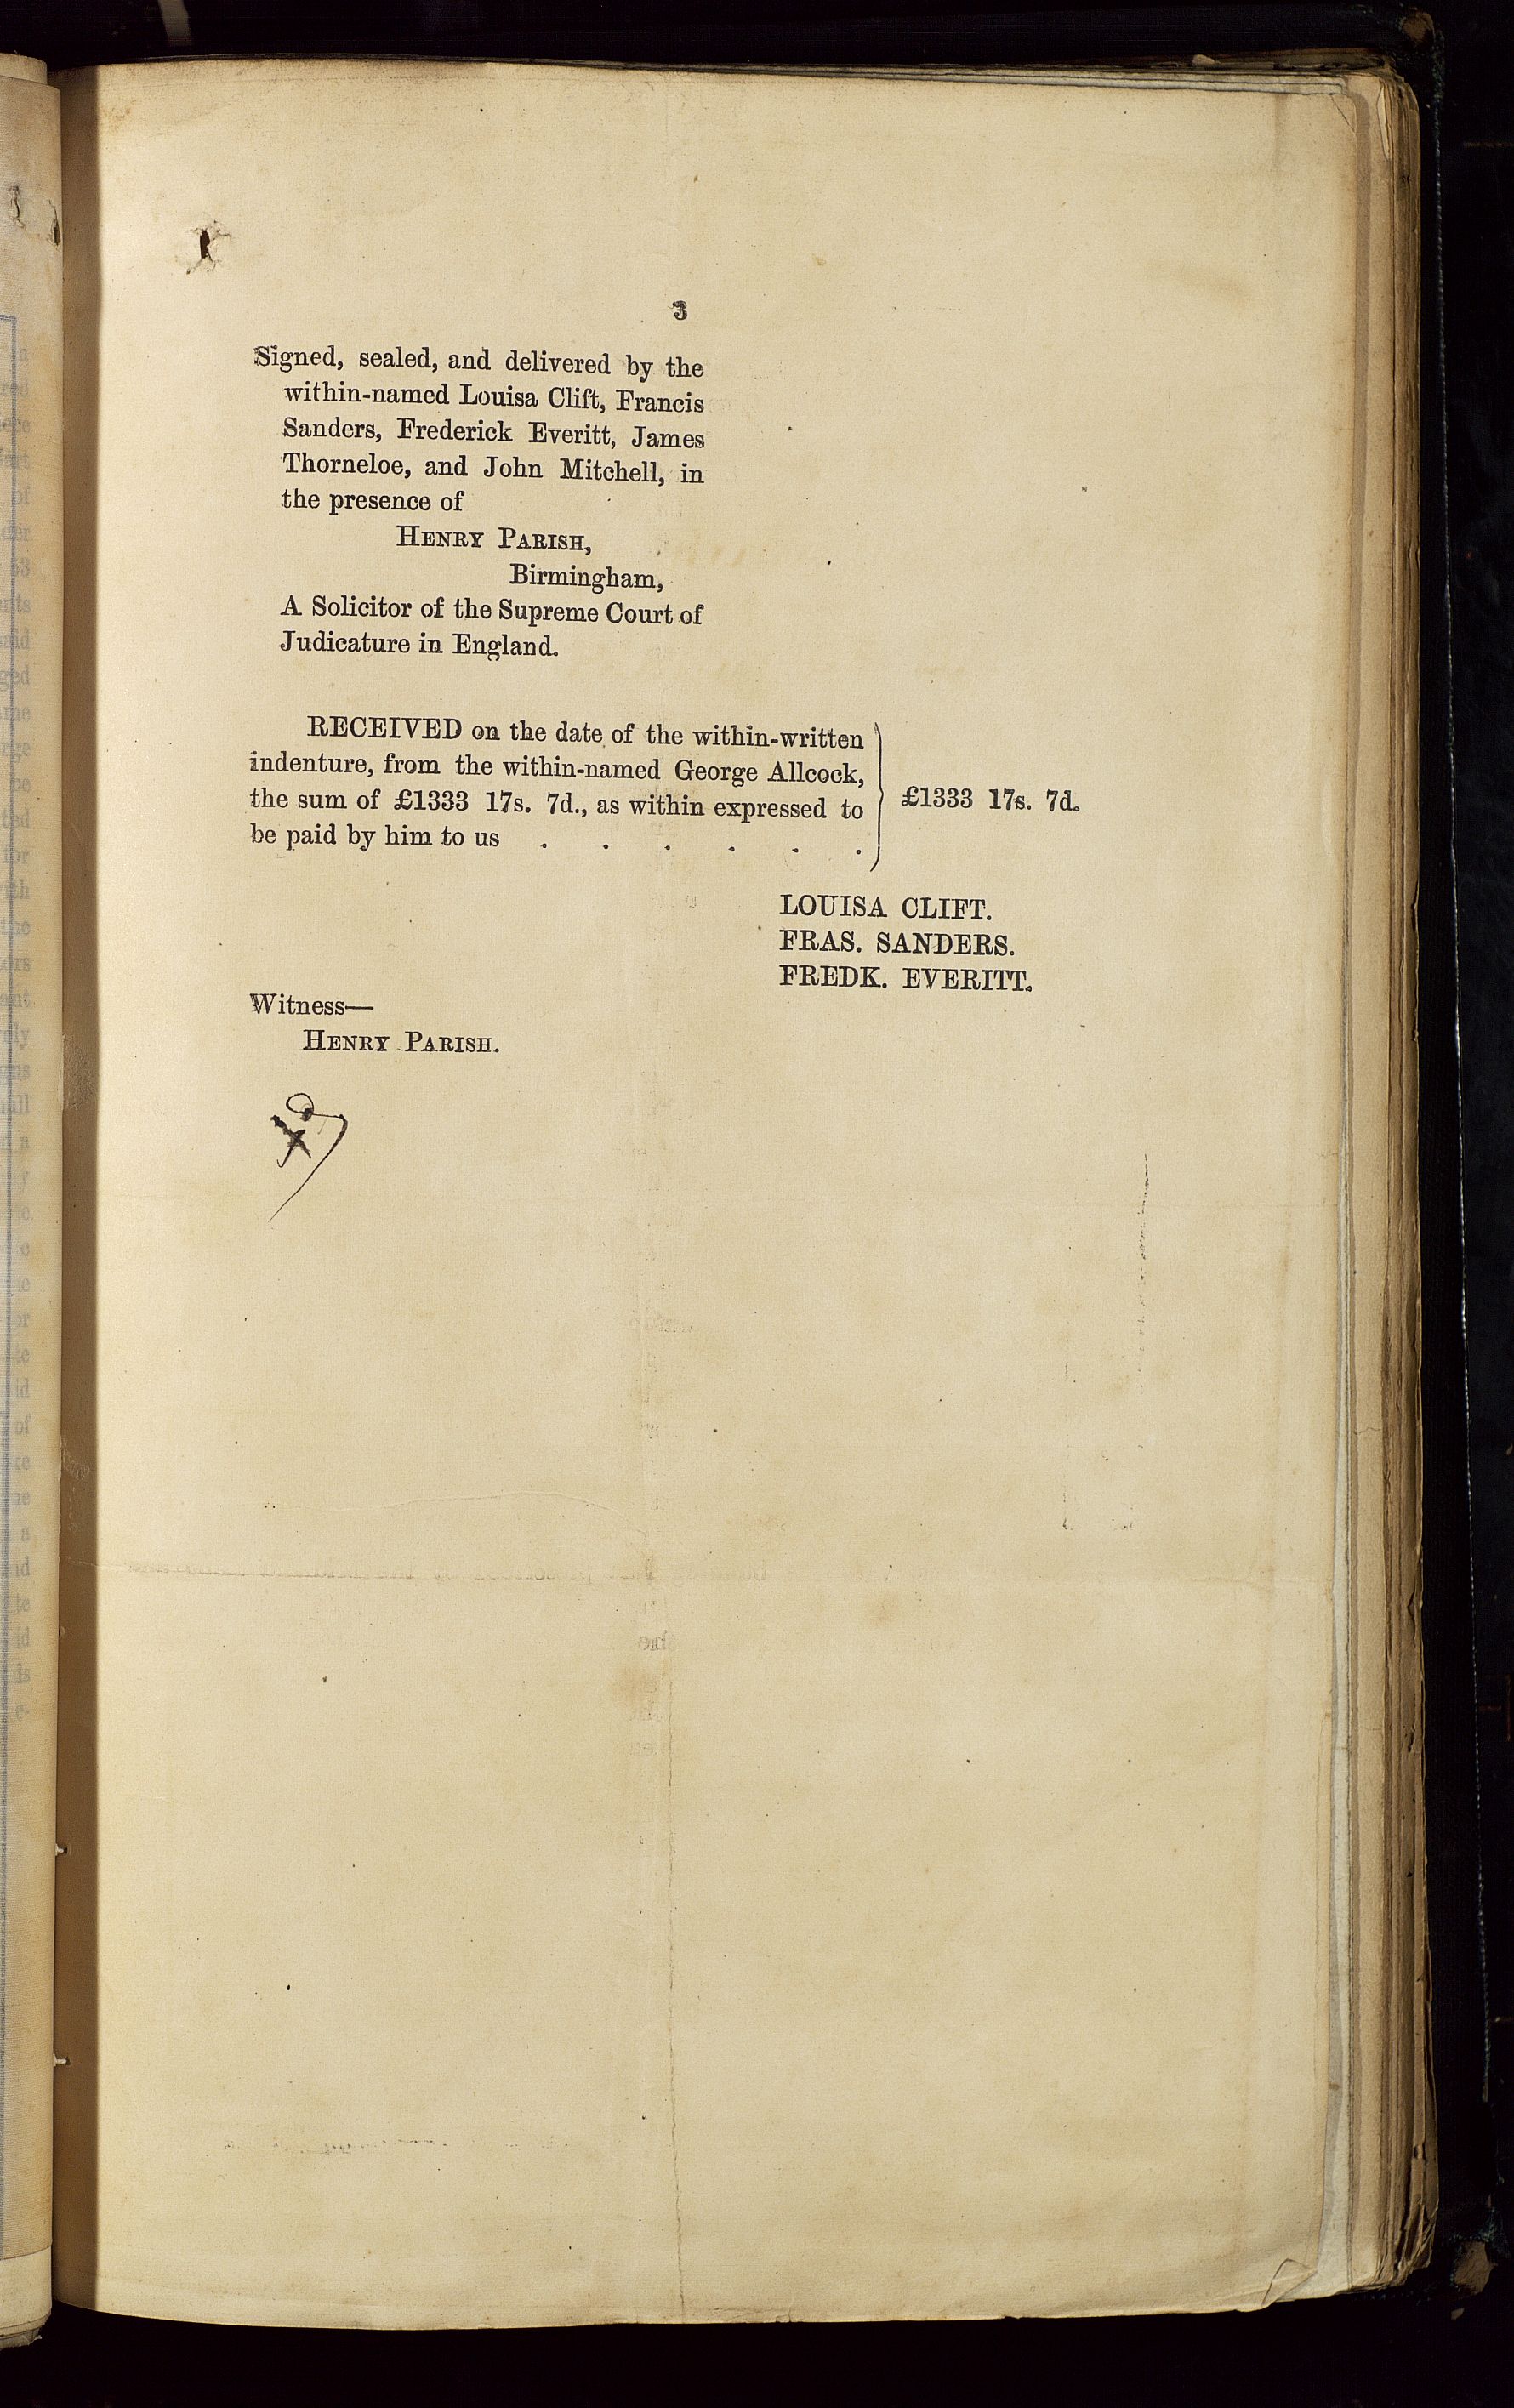 3
Signed, sealed, and delivered by the
within-named Louisa Clift, Francis
Sanders, Frederick Everitt, James
Thorneloe, and John Mitchell, in
the presence of
HENRY PARISH,
Birmingham,
A Solicitor of the Supreme Court of
Judicature in England.
RECEIVED on the date of the within-written
indenture, from the within-named George Allcock,
the sum of £1333 17s. 7d., as within expressed to
be paid by him to us . . . . . .
£1333 17s. 7d.
LOUISA CLIFT.
FRAS. SANDERS.
FREDK. EVERITT.
Witness—
HENRY PARISH.